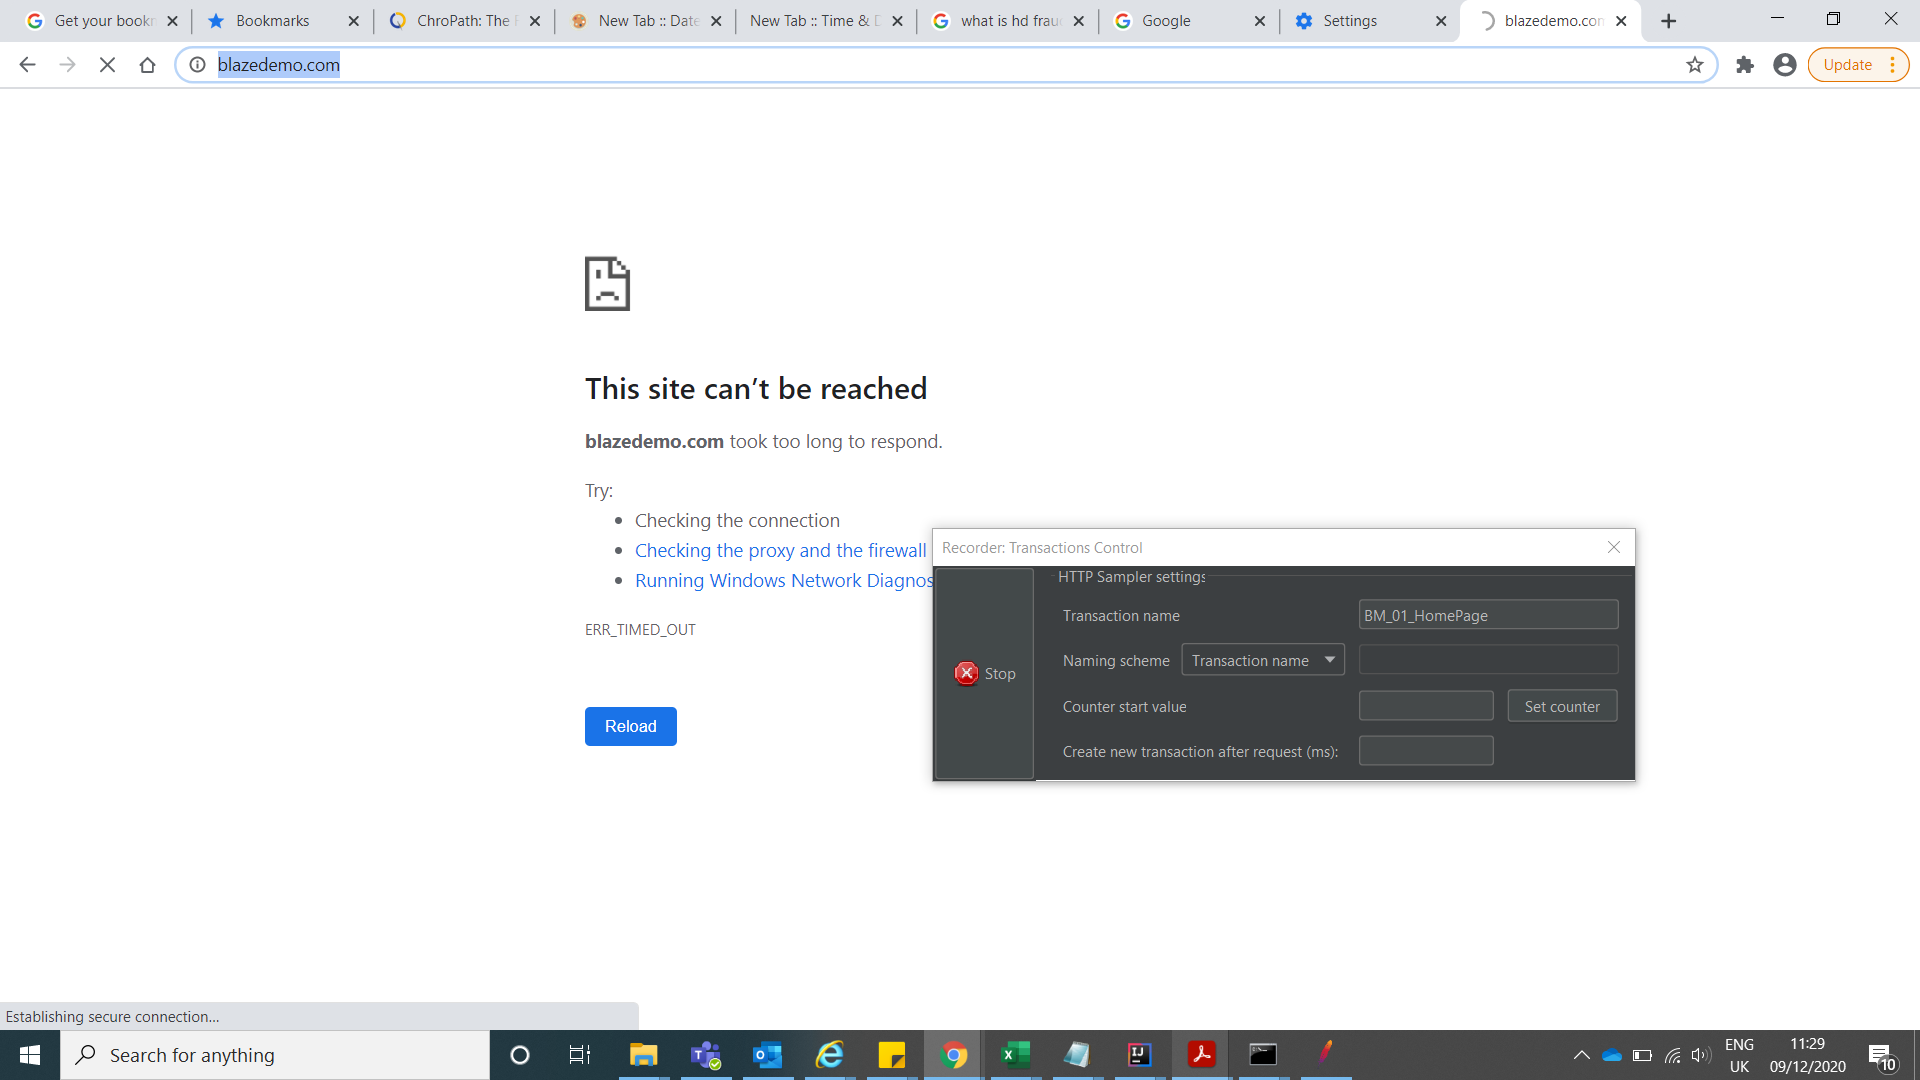 Get your bookn
Bookmarks
ChroPath: The F
New Tab :: Date
New Tab :: Time & D
what is hd frau
Google
Settings
blazedemo.con
blazedemo.com
Update
This site can't be reached
blazedemo.com took too long to respond.
Try:
Checking the connection
Checking the proxy and the firewall
Running Windows Network Diagnos
ERR_TIMED_OUT
Reload
Recorder: Transactions Control
HTTP Sampler settings
Transaction name BM_01_HomePage
Naming scheme Transaction name
Stop
Counter start value Set counter
Create new transaction after request (ms):
Establishing secure connection...
Search for anything
ENG
UK
11:29
09/12/2020
10